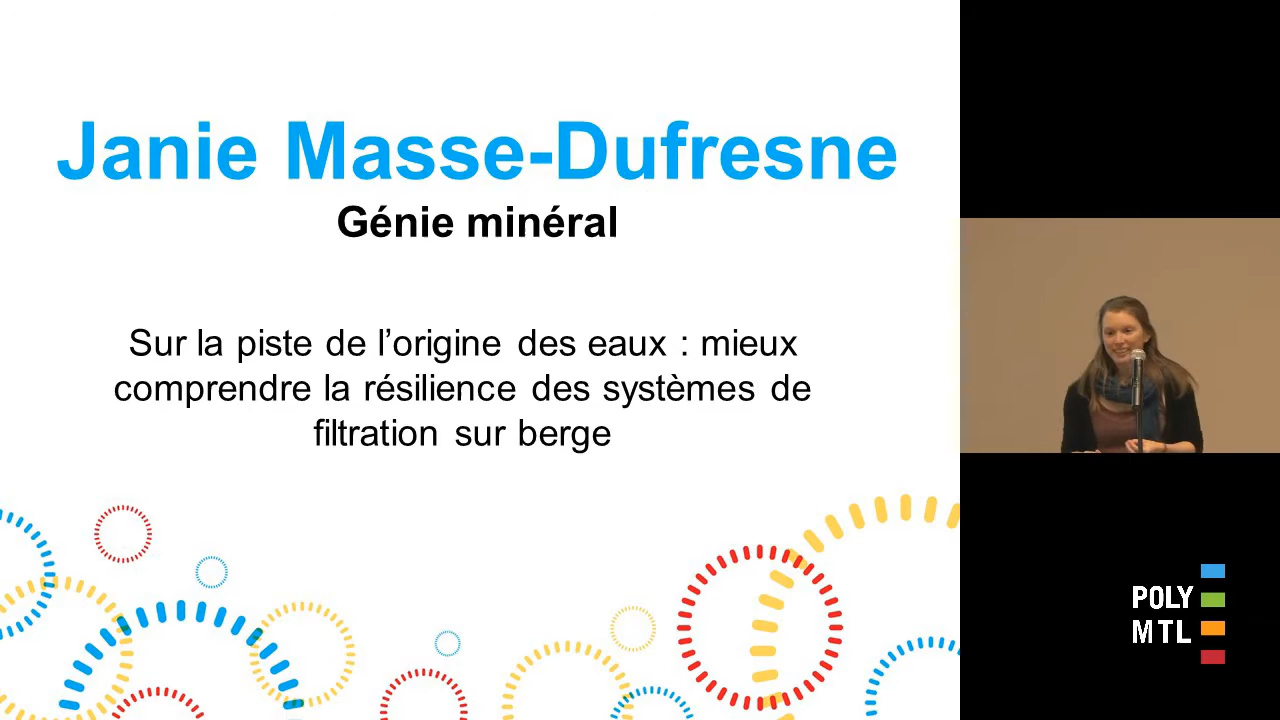 Janie Masse-Dufresne
Génie minéral
Sur la piste de l’origine des eaux : mieux
comprendre la résilience des systèmes de
filtration sur berge
POLY
MTL